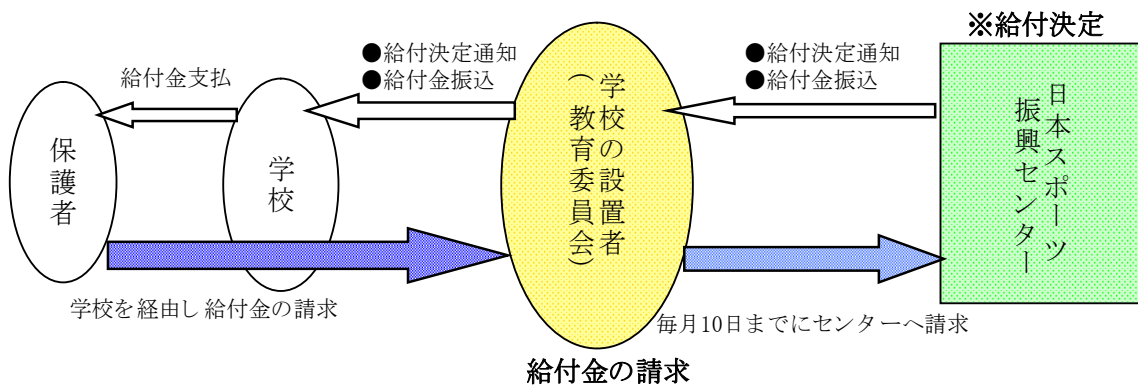 ※給付決定
●給付決定通知
●給付金振込
●給付決定通知
●給付金振込
給付金支払
保護者
学校
学校の設置者
(教育委員会)
日本スポーツ
振興センター
学校を経由し給付金の請求
毎月10日までにセンターへ請求
給付金の請求